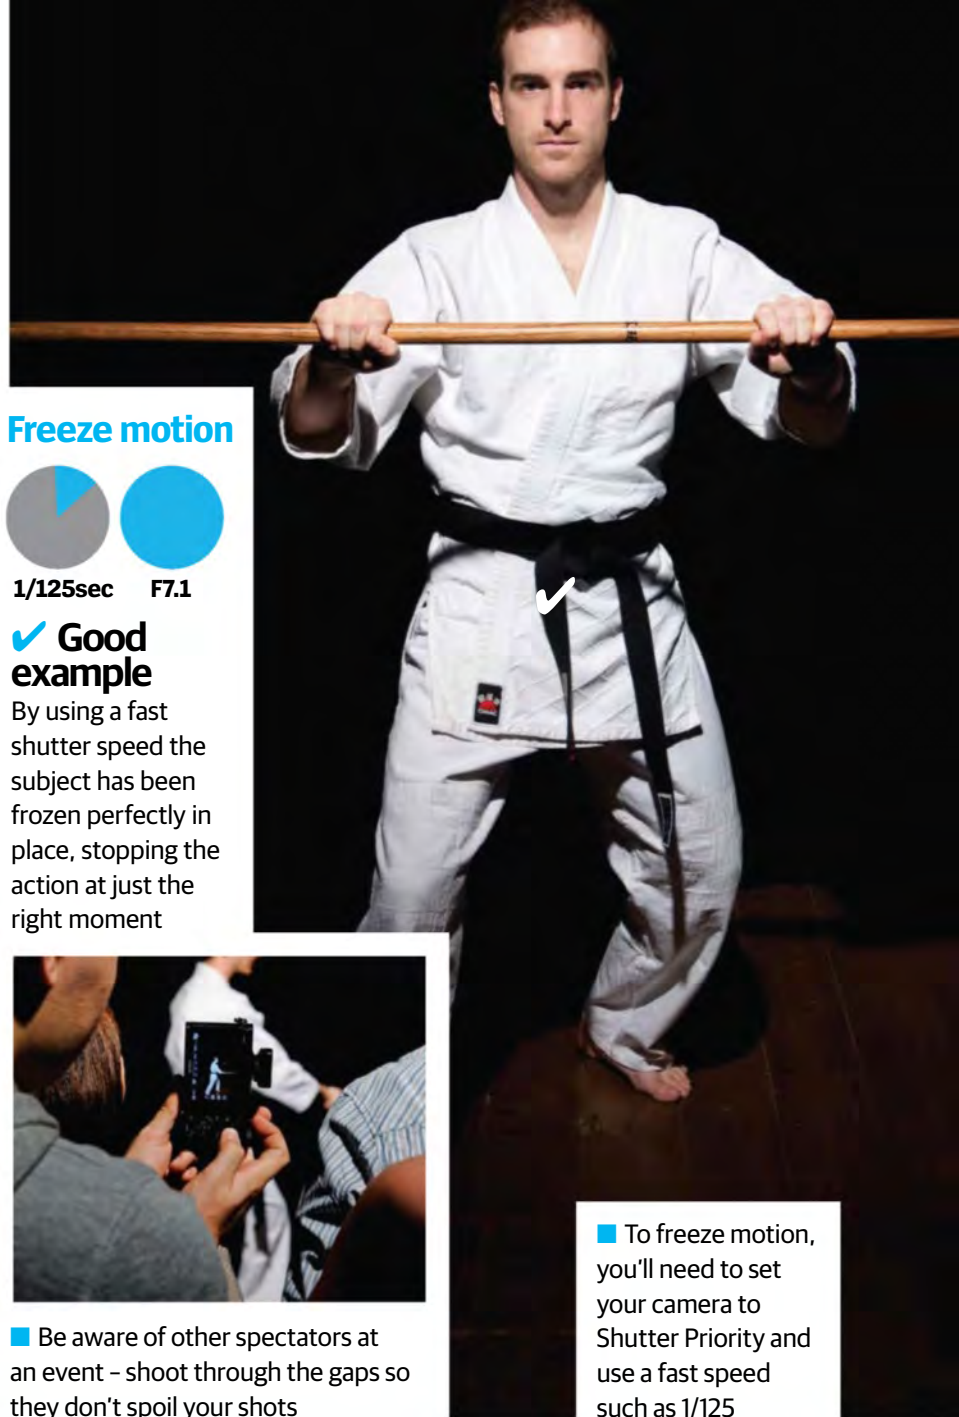 Freeze motion
1/125sec F7.1
✔ Good
example
By using a fast
shutter speed the
subject has been
frozen perfectly in
place, stopping the
action at just the
right moment
■ Be aware of other spectators at
an event – shoot through the gaps so
they don't spoil your shots
■ To freeze motion,
you'll need to set
your camera to
Shutter Priority and
use a fast speed
such as 1/125